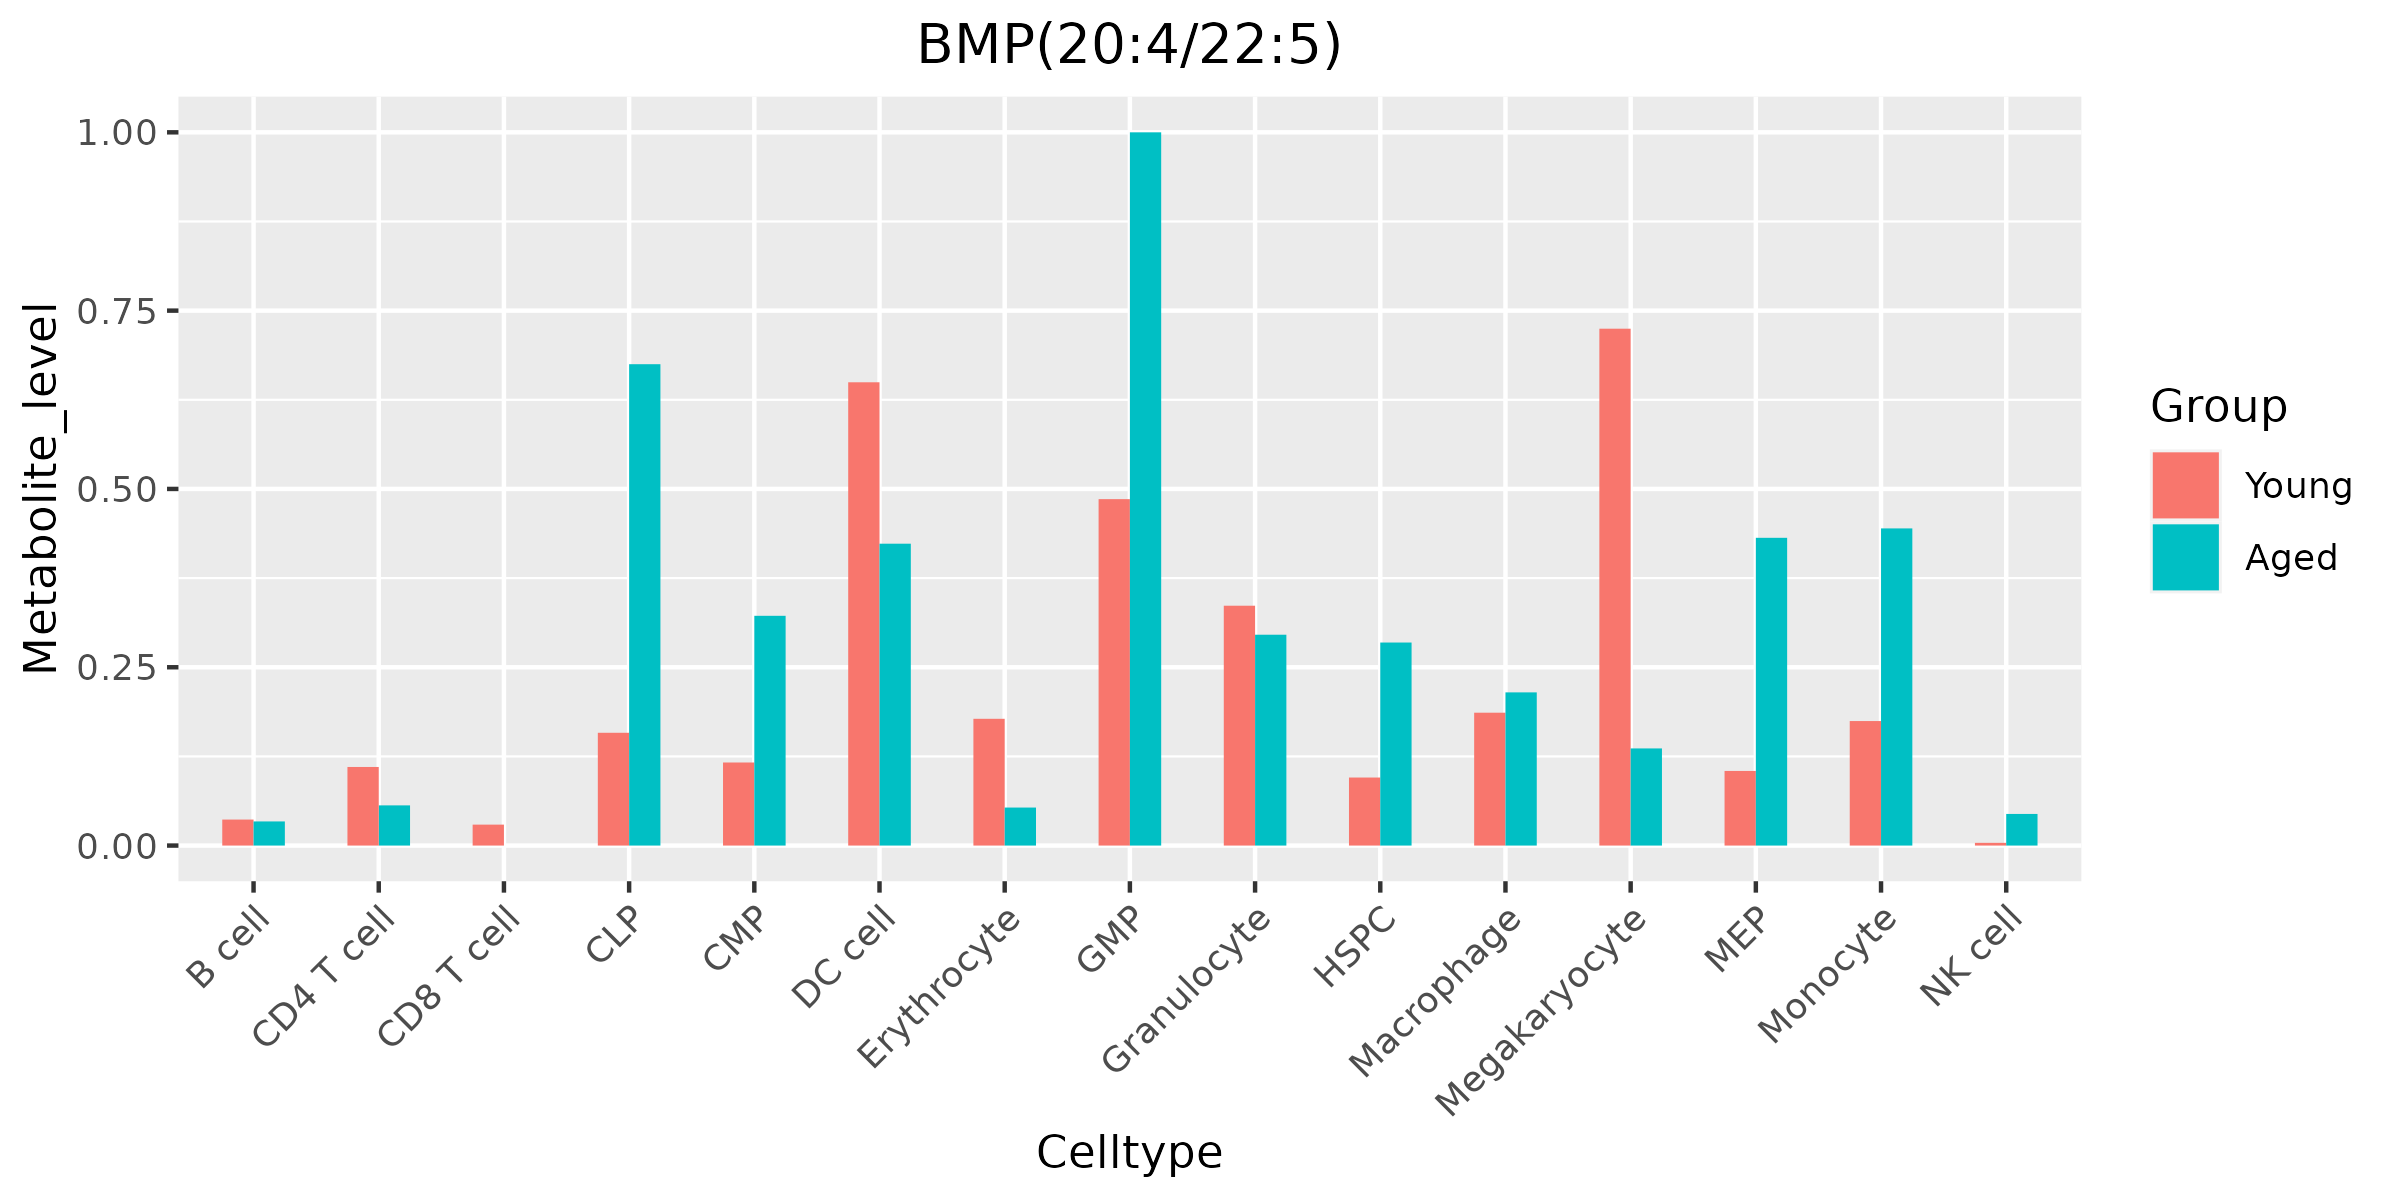 BMP(20:4/22:5)
Metabolite_level
1.00
0.75
0.50
0.25
0.00
B cell
CD4 T cell
CD8 T cell
CLP
CMP
DC cell
Erythrocyte
GMP
Granulocyte
HSPC
Macrophage
Megakaryocyte
MEP
Monocyte
NK cell
Celltype
Group
Young
Aged